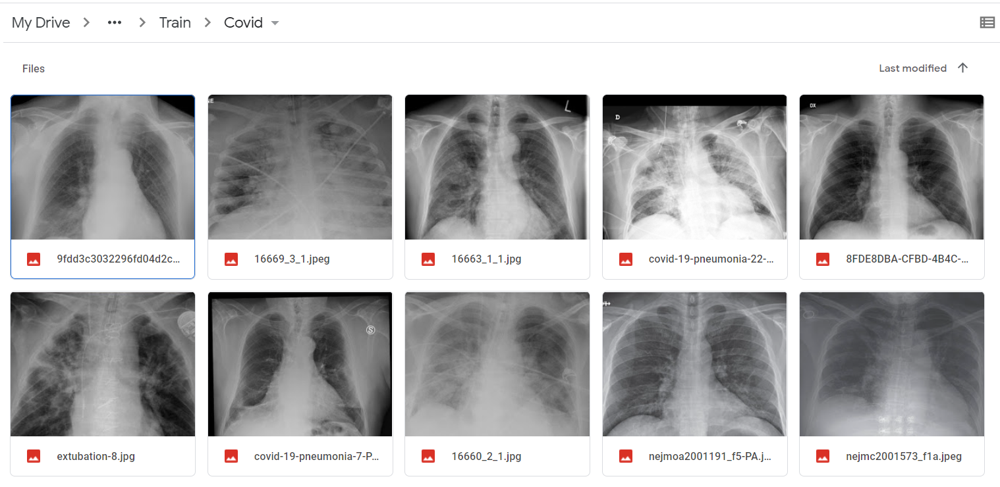 My Drive > ... > Train > Covid
Files
Last modified
NE
L
D
DX
9fdd3c3032296fd04d2c...
16669_3_1.jpeg
16663_1_1.jpg
covid-19-pneumonia-22-...
8FDE8DBA-CFBD-4B4C-...
S
extubation-8.jpg
covid-19-pneumonia-7-P...
16660_2_1.jpg
nejmoa2001191_f5-PA.j...
nejmc2001573_f1a.jpeg